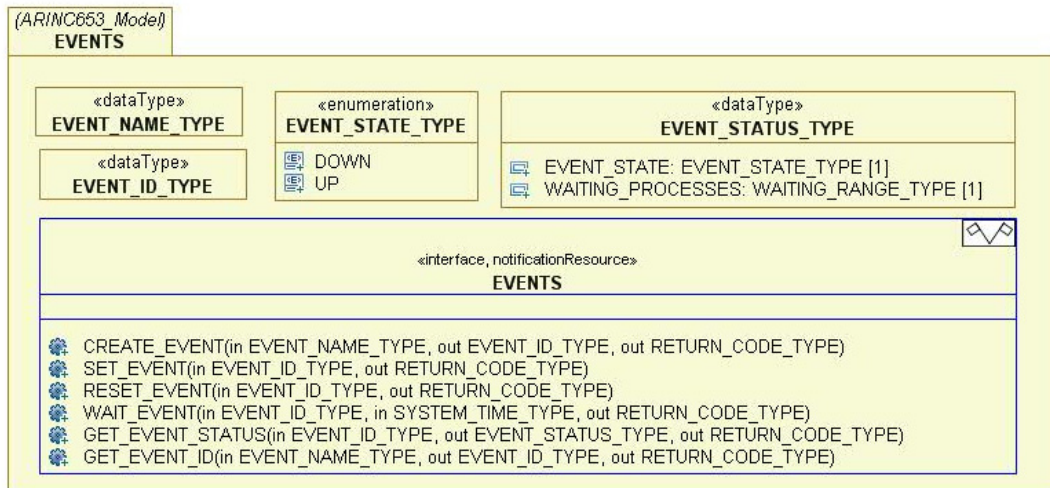 (ARINC653_Model)
EVENTS
«dataType»
EVENT_NAME_TYPE
«dataType»
EVENT_ID_TYPE
«enumeration»
EVENT_STATE_TYPE
DOWN
UP
«dataType»
EVENT_STATUS_TYPE
EVENT_STATE: EVENT_STATE_TYPE [1]
WAITING_PROCESSES: WAITING_RANGE_TYPE [1]
«interface, notificationResource»
EVENTS
CREATE_EVENT(in EVENT_NAME_TYPE, out EVENT_ID_TYPE, out RETURN_CODE_TYPE)
SET_EVENT(in EVENT_ID_TYPE, out RETURN_CODE_TYPE)
RESET_EVENT(in EVENT_ID_TYPE, out RETURN_CODE_TYPE)
WAIT_EVENT(in EVENT_ID_TYPE, in SYSTEM_TIME_TYPE, out RETURN_CODE_TYPE)
GET_EVENT_STATUS(in EVENT_ID_TYPE, out EVENT_STATUS_TYPE, out RETURN_CODE_TYPE)
GET_EVENT_ID(in EVENT_NAME_TYPE, out EVENT_ID_TYPE, out RETURN_CODE_TYPE)